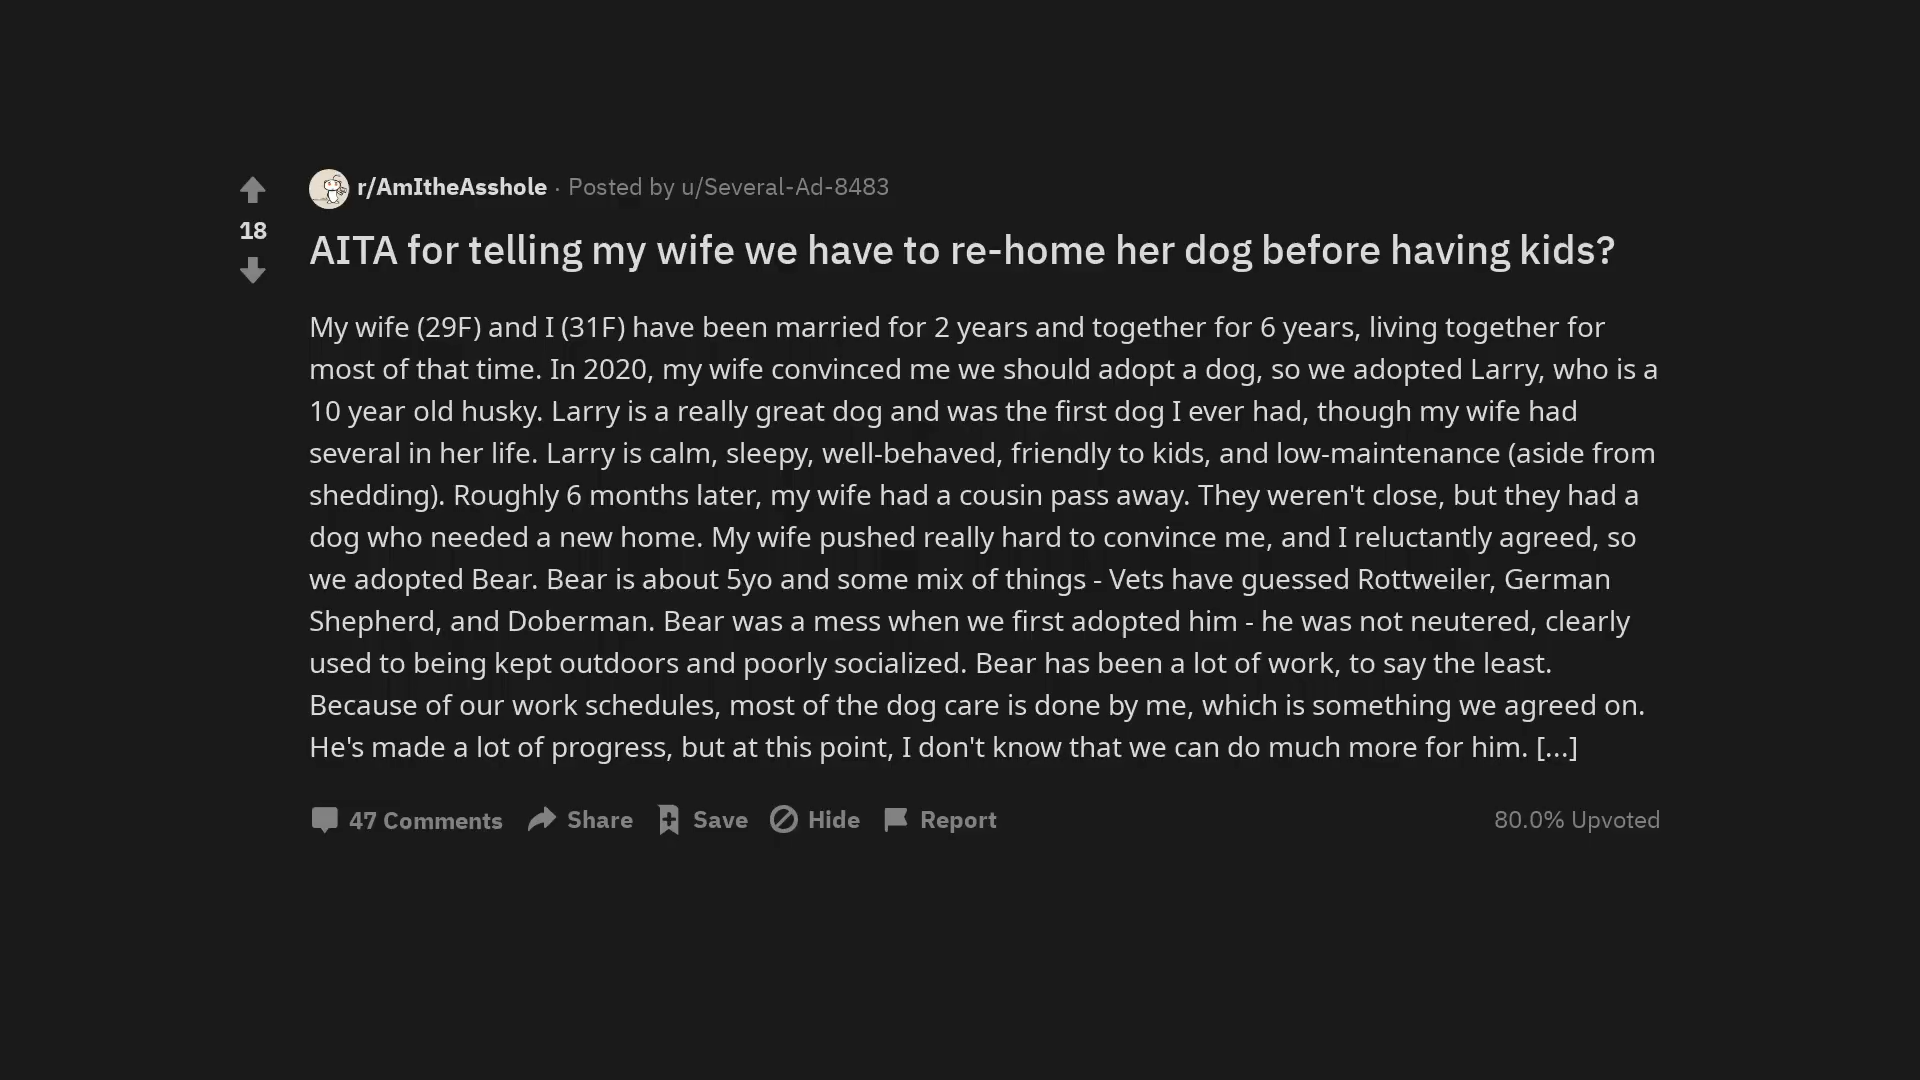 r/AmItheAsshole · Posted by u/Several-Ad-8483
18
AITA for telling my wife we have to re-home her dog before having kids?
My wife (29F) and I (31F) have been married for 2 years and together for 6 years, living together for
most of that time. In 2020, my wife convinced me we should adopt a dog, so we adopted Larry, who is a
10 year old husky. Larry is a really great dog and was the first dog I ever had, though my wife had
several in her life. Larry is calm, sleepy, well-behaved, friendly to kids, and low-maintenance (aside from
shedding). Roughly 6 months later, my wife had a cousin pass away. They weren't close, but they had a
dog who needed a new home. My wife pushed really hard to convince me, and I reluctantly agreed, so
we adopted Bear. Bear is about 5yo and some mix of things - Vets have guessed Rottweiler, German
Shepherd, and Doberman. Bear was a mess when we first adopted him - he was not neutered, clearly
used to being kept outdoors and poorly socialized. Bear has been a lot of work, to say the least.
Because of our work schedules, most of the dog care is done by me, which is something we agreed on.
He's made a lot of progress, but at this point, I don't know that we can do much more for him. [...]
47 Comments Share Save Hide Report 80.0% Upvoted